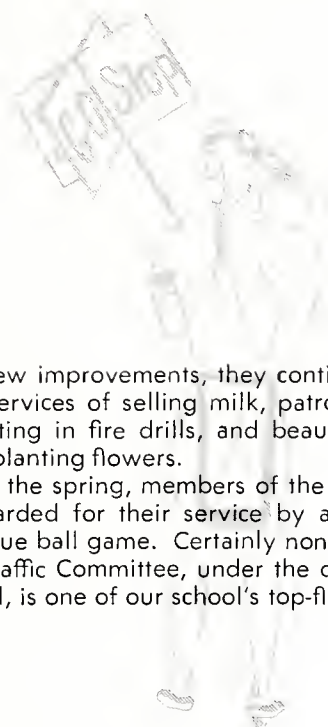 ew improvements, they conti
ervices of selling milk, patro
ting in fire drills, and beau
planting flowers.
the spring, members of the
arded for their service by a
ue ball game. Certainly non
affic Committee, under the
l, is one of our school's top-fl